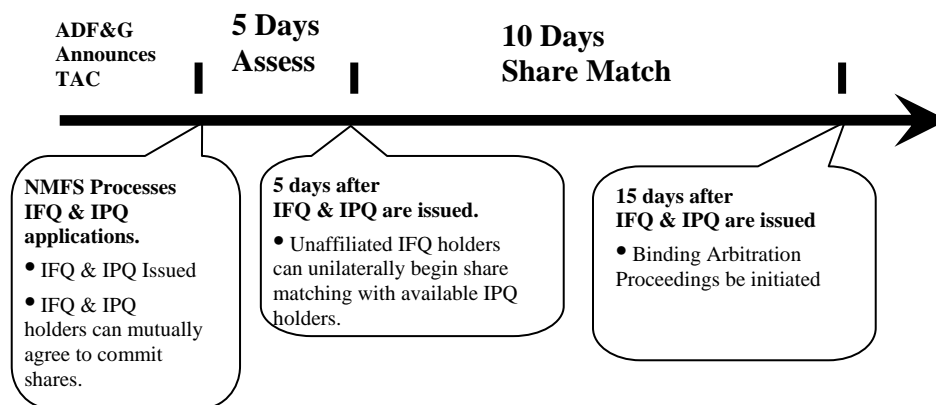 ADF&G
Announces
TAC
5 Days
Assess
10 Days
Share Match
NMFS Processes
IFQ & IPQ
applications.
• IFQ & IPQ Issued
• IFQ & IPQ
holders can mutually
agree to commit
shares.
5 days after
IFQ & IPQ are issued.
• Unaffiliated IFQ holders
can unilaterally begin share
matching with available IPQ
holders.
15 days after
IFQ & IPQ are issued
• Binding Arbitration
Proceedings be initiated